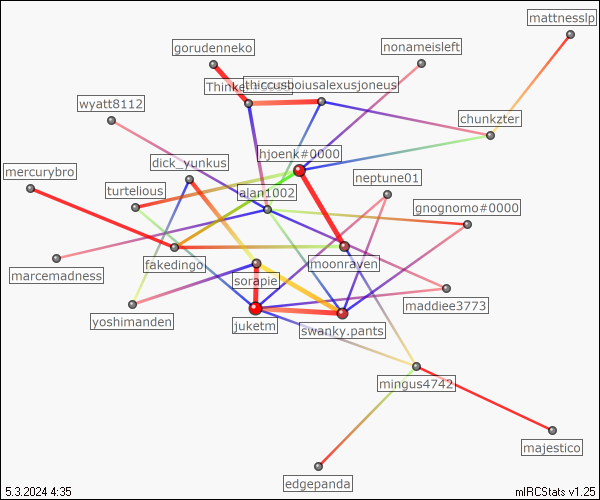 mattnesslp
gorudenneko
nonameisleft
thiccusboiusalexusjoneus
wyatt8112
chunkzter
hjoenk#0000
dick_yunkus
mercurybro
neptune01
turtelious
alan1002
gnognomo#0000
fakedingo
moonraven
marcemadness
sorapie
maddiee3773
yoshimanden
juketm
swanky.pants
mingus4742
majestico
edgepanda
5.3.2024 4:35
mIRCStats v1.25